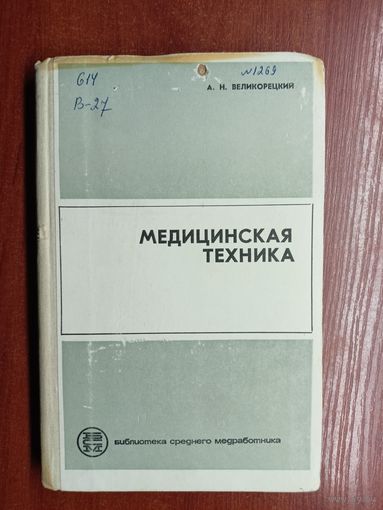 614
В-27
№1269
А. Н. ВЕЛИКОРЕЦКИЙ
МЕДИЦИНСКАЯ
ТЕХНИКА
Библиотека среднего медработника